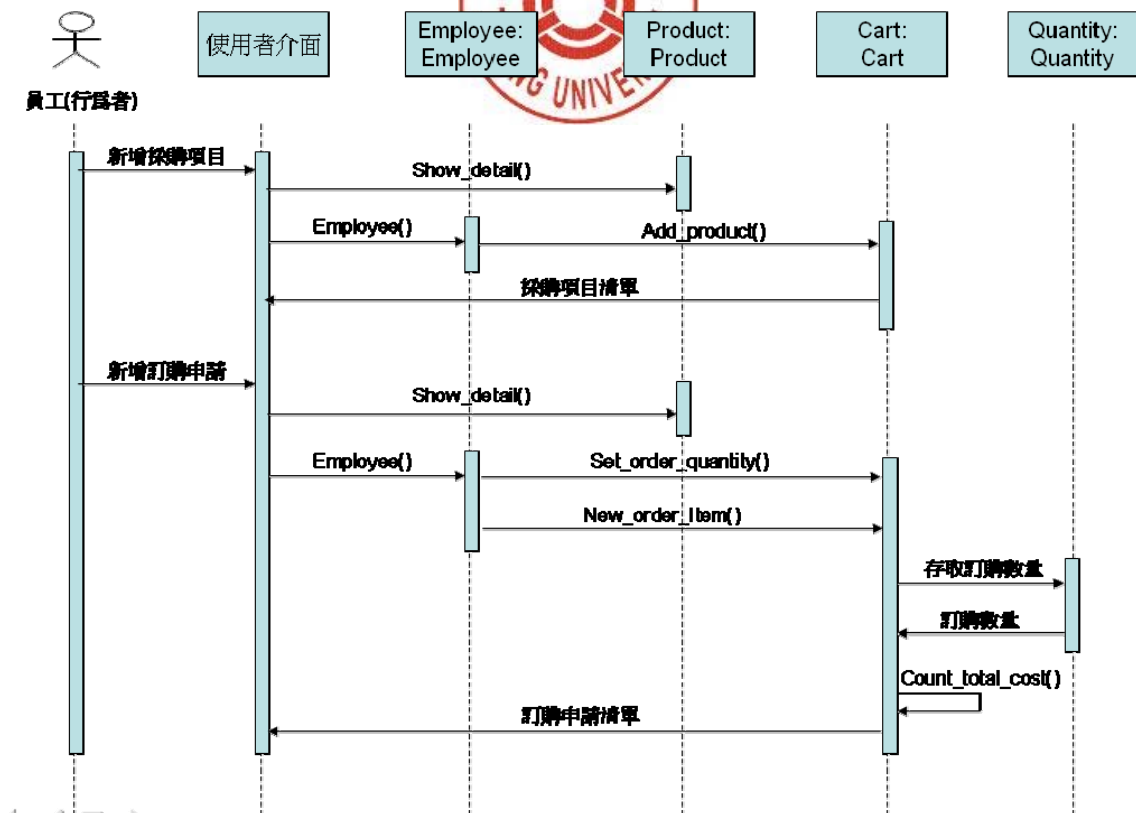 使用者介面
Employee:
Employee
Product:
Product
Cart:
Cart
Quantity:
Quantity
UNIVE
員工(行為者)
新增採購項目
Show_detail()
Employee()
Add_product()
採購項目清單
新增訂購申請
Show_detail()
Employee()
Set_order_quantity()
New_order_Item()
存取訂購數量
訂購數量
Count_total_cost()
訂購申請清單